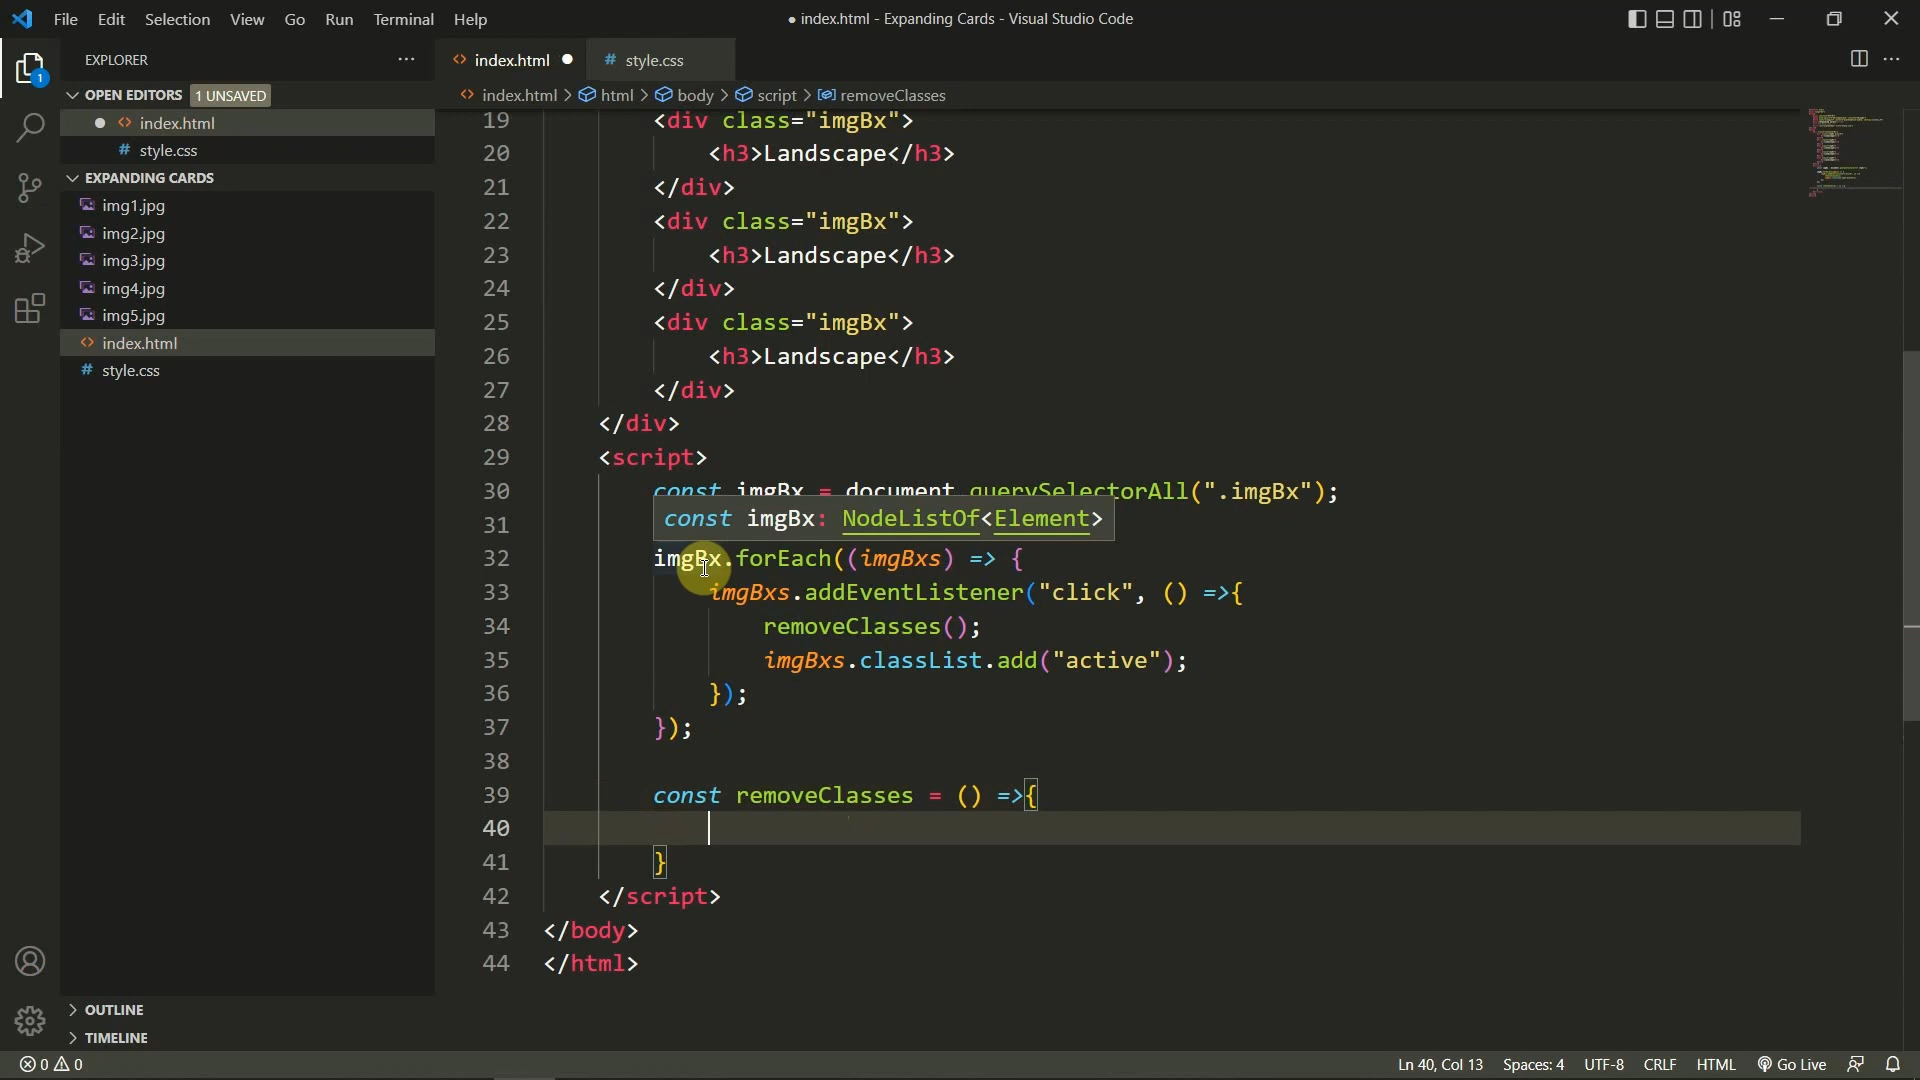 File Edit Selection View Go Run Terminal Help
● index.html - Expanding Cards - Visual Studio Code
EXPLORER
···
OPEN EDITORS 1 UNSAVED
● <> index.html
# style.css
EXPANDING CARDS
img1.jpg
img2.jpg
img3.jpg
img4.jpg
img5.jpg
<> index.html
# style.css
OUTLINE
TIMELINE
1
<> index.html ● # style.css
<> index.html > html > body > script > removeClasses
19 <div class="imgBx">
20 <h3>Landscape</h3>
21 </div>
22 <div class="imgBx">
23 <h3>Landscape</h3>
24 </div>
25 <div class="imgBx">
26 <h3>Landscape</h3>
27 </div>
28 </div>
29 <script>
30 const imgBx = document.querySelectorAll(".imgBx");
31 const imgBx: NodeListOf<Element>
32 imgBx.forEach((imgBxs) => {
33 imgBxs.addEventListener("click", () =>{
34 removeClasses();
35 imgBxs.classList.add("active");
36 });
37 });
38
39 const removeClasses = () =>{
40
41 }
42 </script>
43 </body>
44 </html>
0 0
Ln 40, Col 13 Spaces: 4 UTF-8 CRLF HTML Go Live